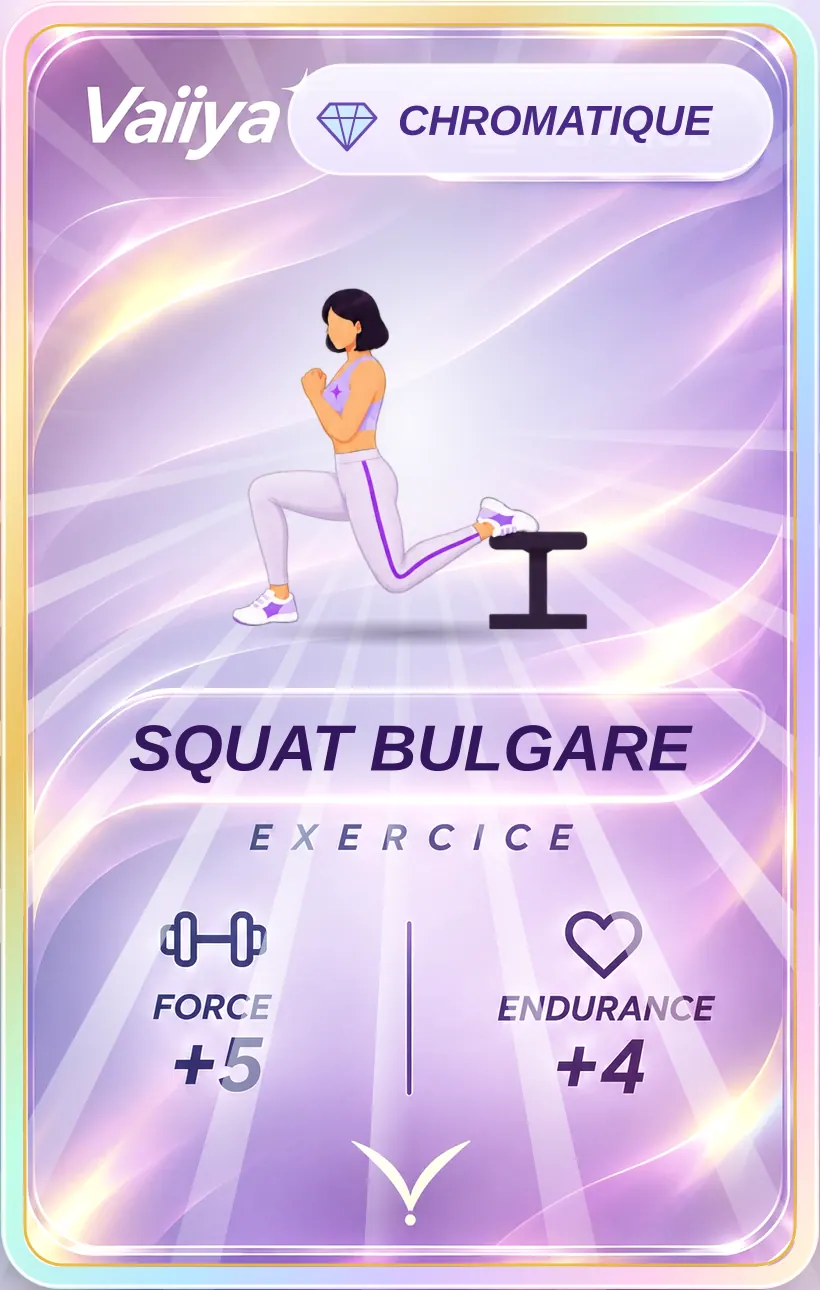 Vaiiya
CHROMATIQUE
SQUAT BULGARE
EXERCICE
FORCE
+5
ENDURANCE
+4